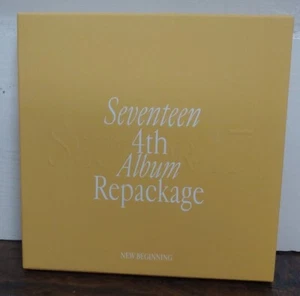 Seventeen
4th
Album
Repackage
NEW BEGINNING